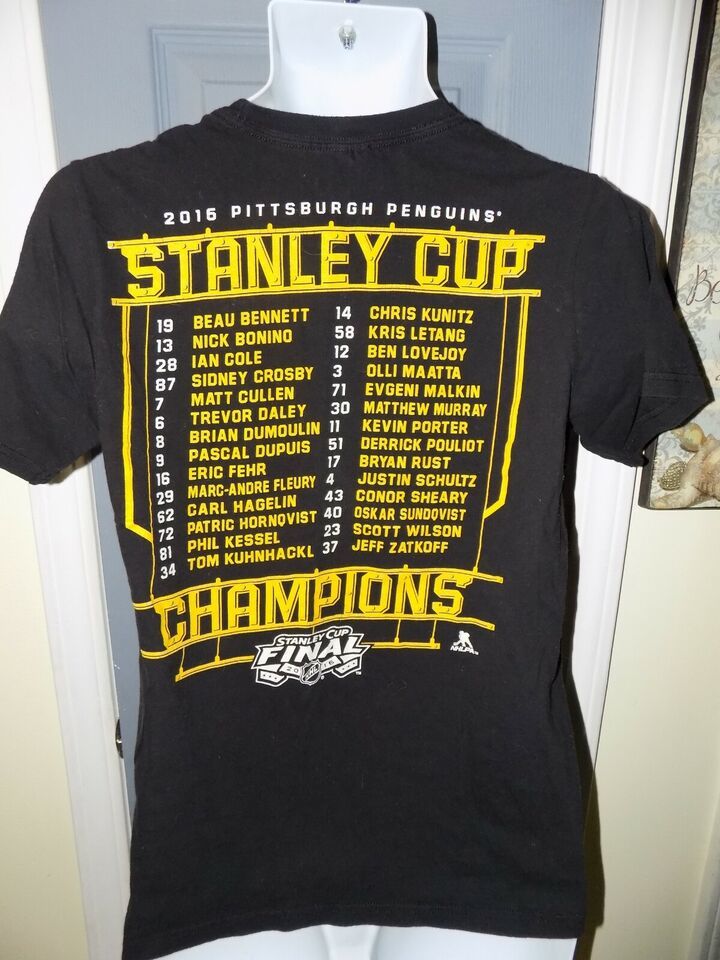 2016 PITTSBURGH PENGUINS®
STANLEY CUP
19 BEAU BENNETT
13 NICK BONINO
28 IAN COLE
87 SIDNEY CROSBY
7 MATT CULLEN
6 TREVOR DALEY
8 BRIAN DUMOULIN
9 PASCAL DUPUIS
16 ERIC FEHR
29 MARC-ANDRE FLEURY
62 CARL HAGELIN
72 PATRIC HORNQVIST
81 PHIL KESSEL
34 TOM KUHNHACKL
14 CHRIS KUNITZ
58 KRIS LETANG
12 BEN LOVEJOY
3 OLLI MAATTA
71 EVGENI MALKIN
30 MATTHEW MURRAY
11 KEVIN PORTER
51 DERRICK POULIOT
17 BRYAN RUST
4 JUSTIN SCHULTZ
43 CONOR SHEARY
40 OSKAR SUNDQVIST
23 SCOTT WILSON
37 JEFF ZATKOFF
CHAMPIONS
STANLEY CUP
FINAL
2016
NHL
NHLPA